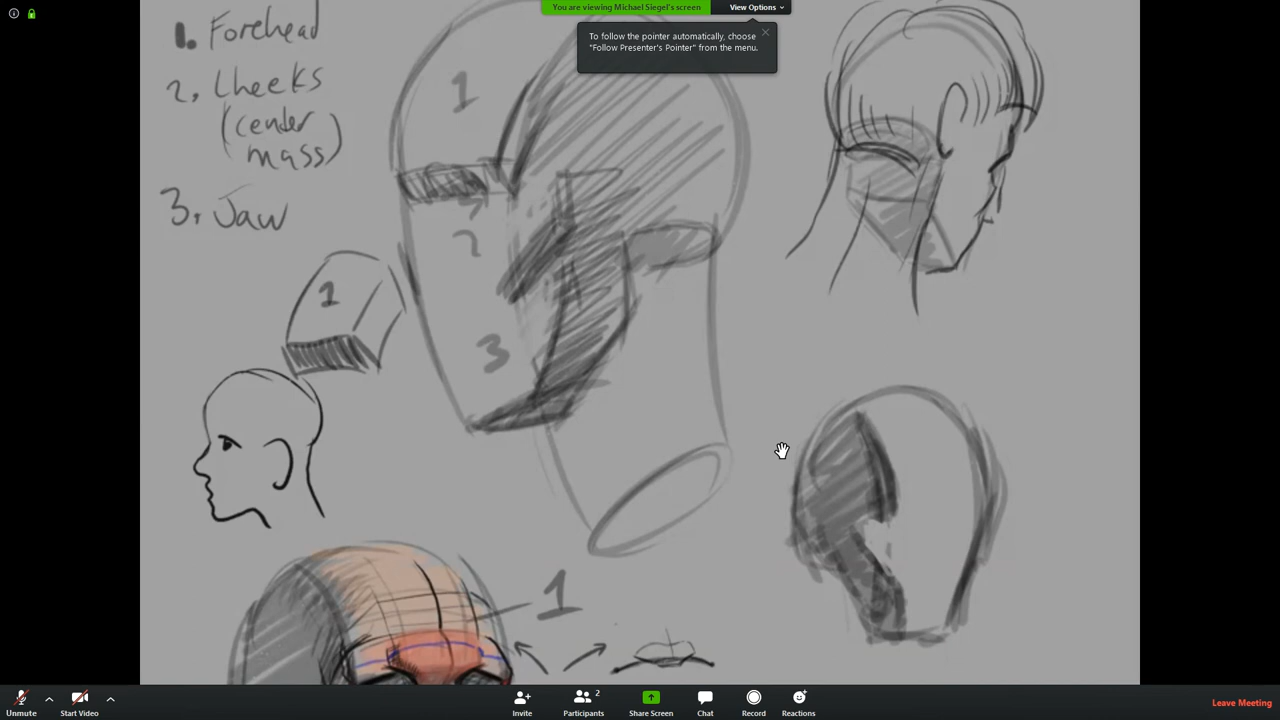 You are viewing Michael Siegel's screen
View Options
To follow the pointer automatically, choose
"Follow Presenter's Pointer" from the menu.
1. Forehead
2. Cheeks
(center
mass)
3. Jaw
1
2
3
1
1
Unmute
Start Video
Invite
Participants
2
Share Screen
Chat
Record
Reactions
Leave Meeting